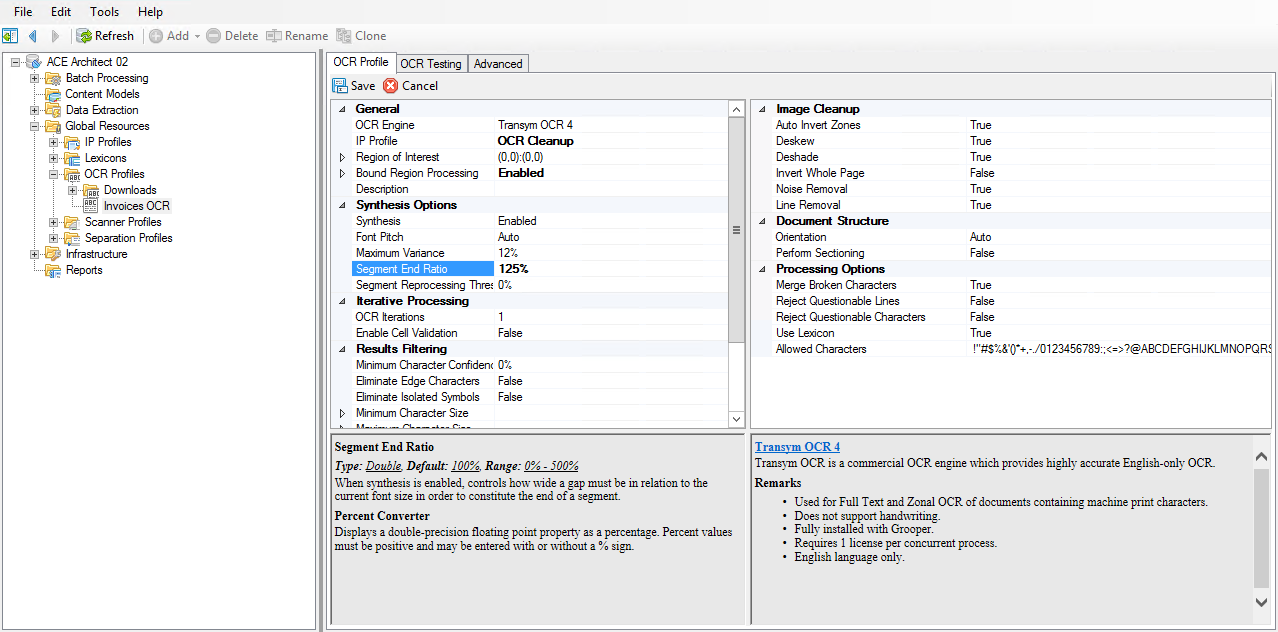 File Edit Tools Help
Refresh Add Delete Rename Clone
ACE Architect 02
Batch Processing
Content Models
Data Extraction
Global Resources
IP Profiles
Lexicons
OCR Profiles
Downloads
Invoices OCR
Scanner Profiles
Separation Profiles
Infrastructure
Reports
OCR Profile OCR Testing Advanced
Save Cancel
General
OCR Engine Transym OCR 4
IP Profile OCR Cleanup
Region of Interest (0,0):(0,0)
Bound Region Processing Enabled
Description
Synthesis Options
Synthesis Enabled
Font Pitch Auto
Maximum Variance 12%
Segment End Ratio 125%
Segment Reprocessing Thres 0%
Iterative Processing
OCR Iterations 1
Enable Cell Validation False
Results Filtering
Minimum Character Confidenc 0%
Eliminate Edge Characters False
Eliminate Isolated Symbols False
Minimum Character Size
Maximum Character Size
Image Cleanup
Auto Invert Zones True
Deskew True
Deshade True
Invert Whole Page False
Noise Removal True
Line Removal True
Document Structure
Orientation Auto
Perform Sectioning False
Processing Options
Merge Broken Characters True
Reject Questionable Lines False
Reject Questionable Characters False
Use Lexicon True
Allowed Characters !"#$%&'()*+,-./0123456789:;<=>?@ABCDEFGHIJKLMNOPQRS
Segment End Ratio
Type: Double, Default: 100%, Range: 0% - 500%
When synthesis is enabled, controls how wide a gap must be in relation to the
current font size in order to constitute the end of a segment.
Percent Converter
Displays a double-precision floating point property as a percentage. Percent values
must be positive and may be entered with or without a % sign.
Transym OCR 4
Transym OCR is a commercial OCR engine which provides highly accurate English-only OCR.
Remarks
• Used for Full Text and Zonal OCR of documents containing machine print characters.
• Does not support handwriting.
• Fully installed with Grooper.
• Requires 1 license per concurrent process.
• English language only.